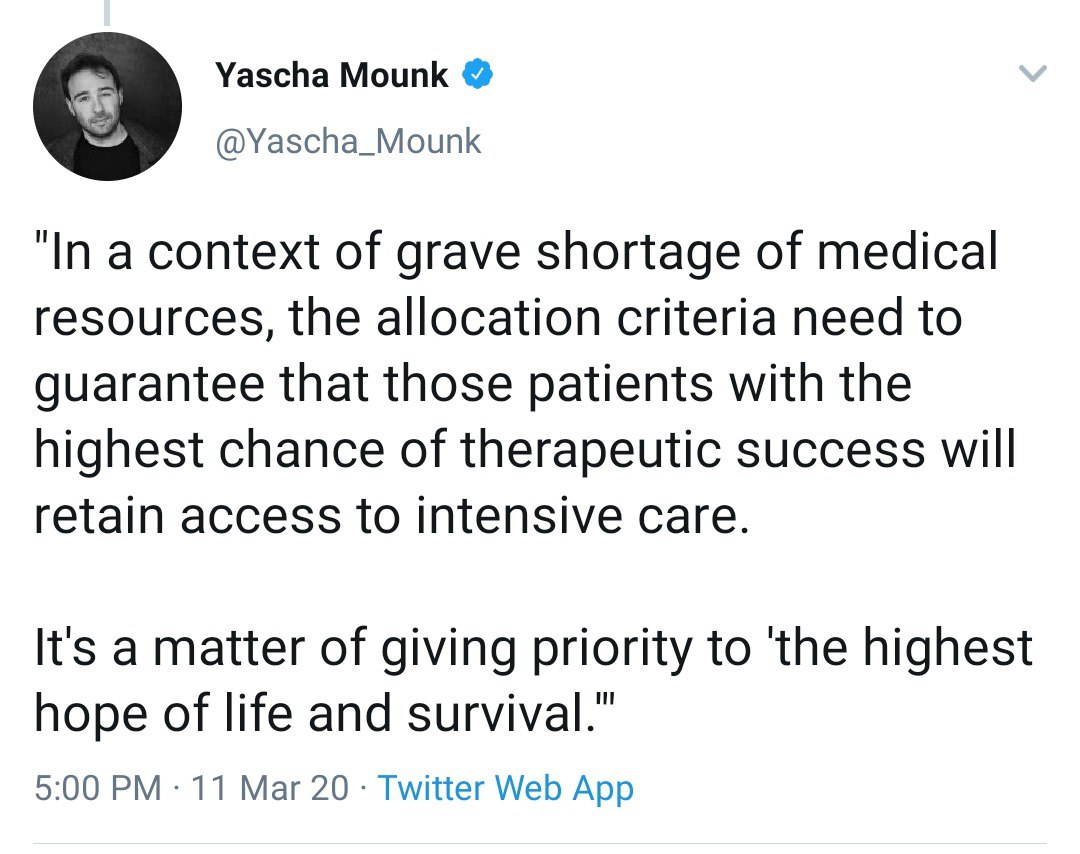 Yascha Mounk
@Yascha_Mounk
"In a context of grave shortage of medical
resources, the allocation criteria need to
guarantee that those patients with the
highest chance of therapeutic success will
retain access to intensive care.
It's a matter of giving priority to 'the highest
hope of life and survival.'"
5:00 PM · 11 Mar 20 · Twitter Web App